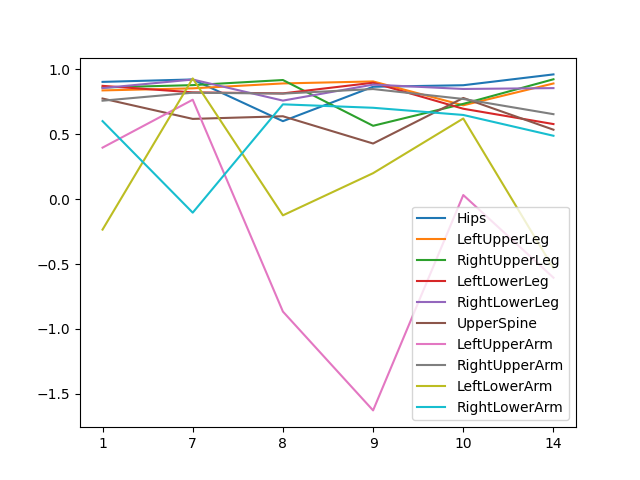 1.0
0.5
0.0
−0.5
−1.0
−1.5
1 7 8 9 10 14
Hips
LeftUpperLeg
RightUpperLeg
LeftLowerLeg
RightLowerLeg
UpperSpine
LeftUpperArm
RightUpperArm
LeftLowerArm
RightLowerArm